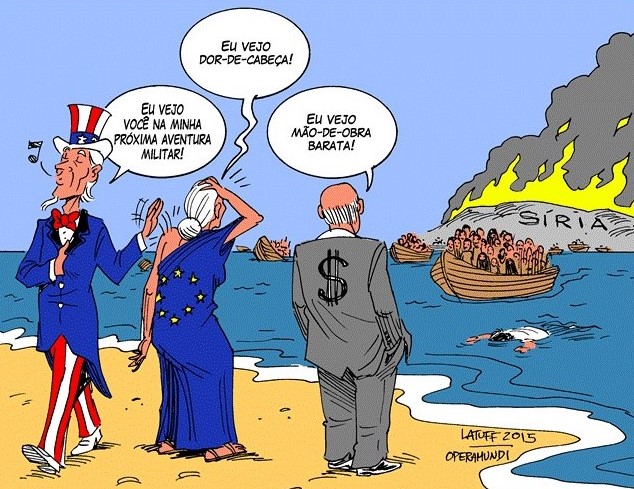 EU VEJO
DOR-DE-CABEÇA!
EU VEJO
VOCÊ NA MINHA
PRÓXIMA AVENTURA
MILITAR!
EU VEJO
MÃO-DE-OBRA
BARATA!
SÍRIA
$
LATUFF 2015
OPERAMUNDI